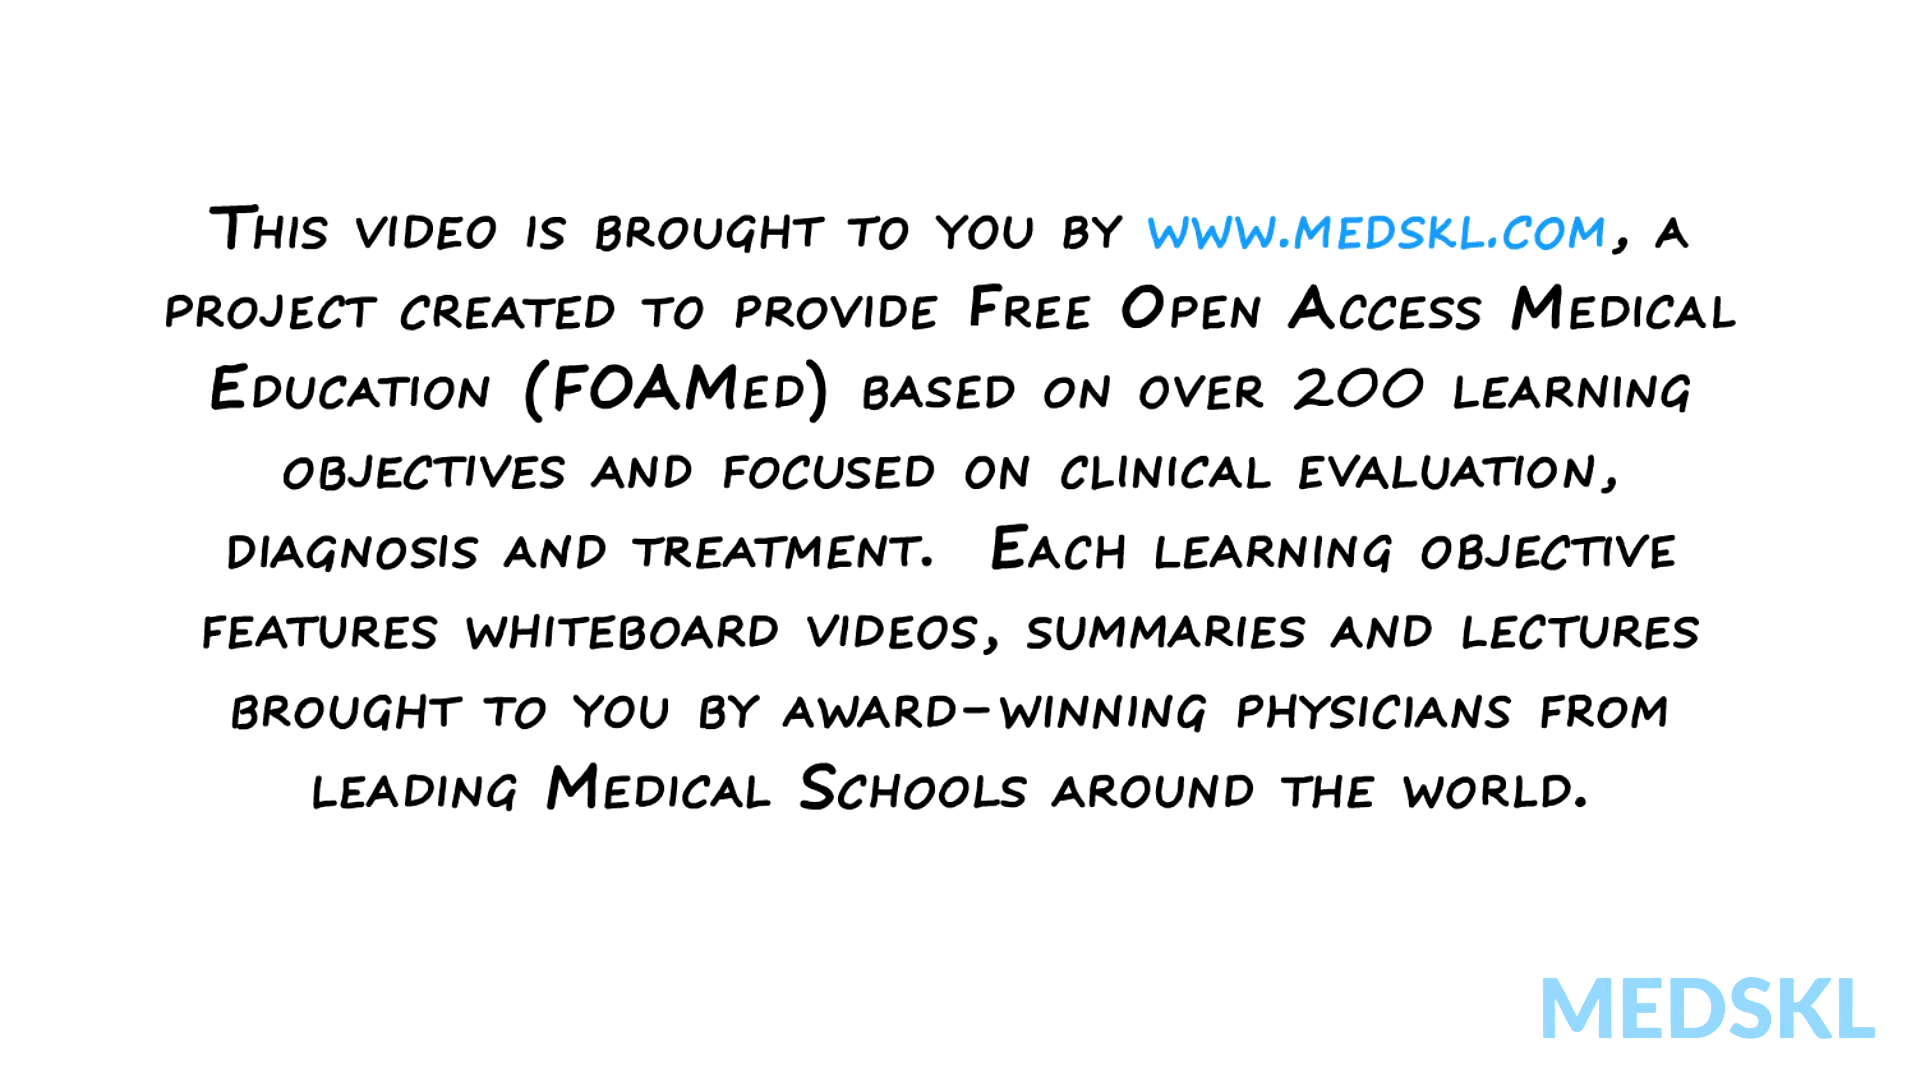 This video is brought to you by www.medskl.com, a
project created to provide Free Open Access Medical
Education (FOAMed) based on over 200 learning
objectives and focused on clinical evaluation,
diagnosis and treatment.  Each learning objective
features whiteboard videos, summaries and lectures
brought to you by award-winning physicians from
leading Medical Schools around the world.
MEDSKL